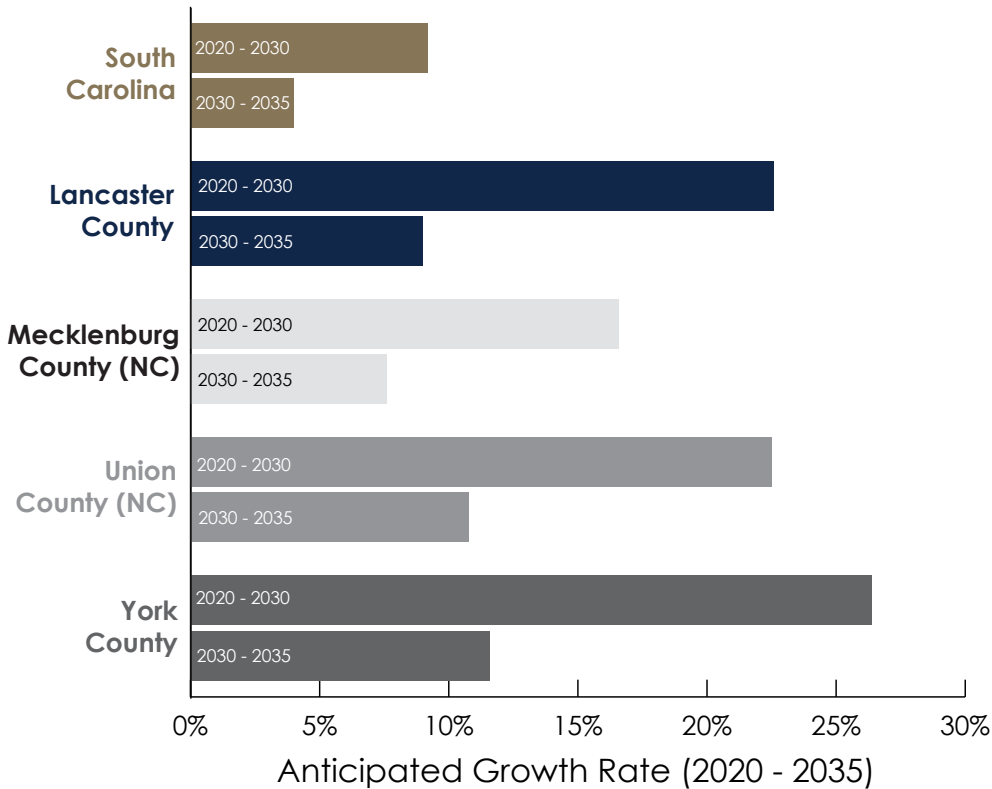 South
Carolina
2020 - 2030
2030 - 2035
Lancaster
County
2020 - 2030
2030 - 2035
Mecklenburg
County (NC)
2020 - 2030
2030 - 2035
Union
County (NC)
2020 - 2030
2030 - 2035
York
County
2020 - 2030
2030 - 2035
0% 5% 10% 15% 20% 25% 30%
Anticipated Growth Rate (2020 - 2035)